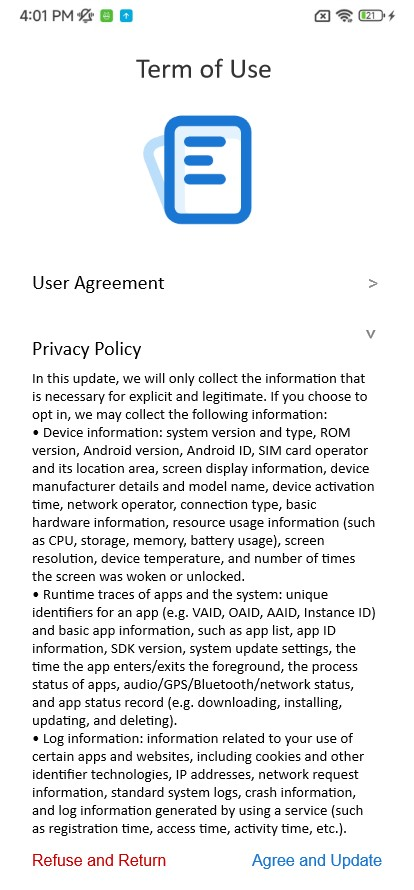 4:01 PM
21
Term of Use
User Agreement >
v
Privacy Policy
In this update, we will only collect the information that
is necessary for explicit and legitimate. If you choose to
opt in, we may collect the following information:
• Device information: system version and type, ROM
version, Android version, Android ID, SIM card operator
and its location area, screen display information, device
manufacturer details and model name, device activation
time, network operator, connection type, basic
hardware information, resource usage information (such
as CPU, storage, memory, battery usage), screen
resolution, device temperature, and number of times
the screen was woken or unlocked.
• Runtime traces of apps and the system: unique
identifiers for an app (e.g. VAID, OAID, AAID, Instance ID)
and basic app information, such as app list, app ID
information, SDK version, system update settings, the
time the app enters/exits the foreground, the process
status of apps, audio/GPS/Bluetooth/network status,
and app status record (e.g. downloading, installing,
updating, and deleting).
• Log information: information related to your use of
certain apps and websites, including cookies and other
identifier technologies, IP addresses, network request
information, standard system logs, crash information,
and log information generated by using a service (such
as registration time, access time, activity time, etc.).
Refuse and Return Agree and Update